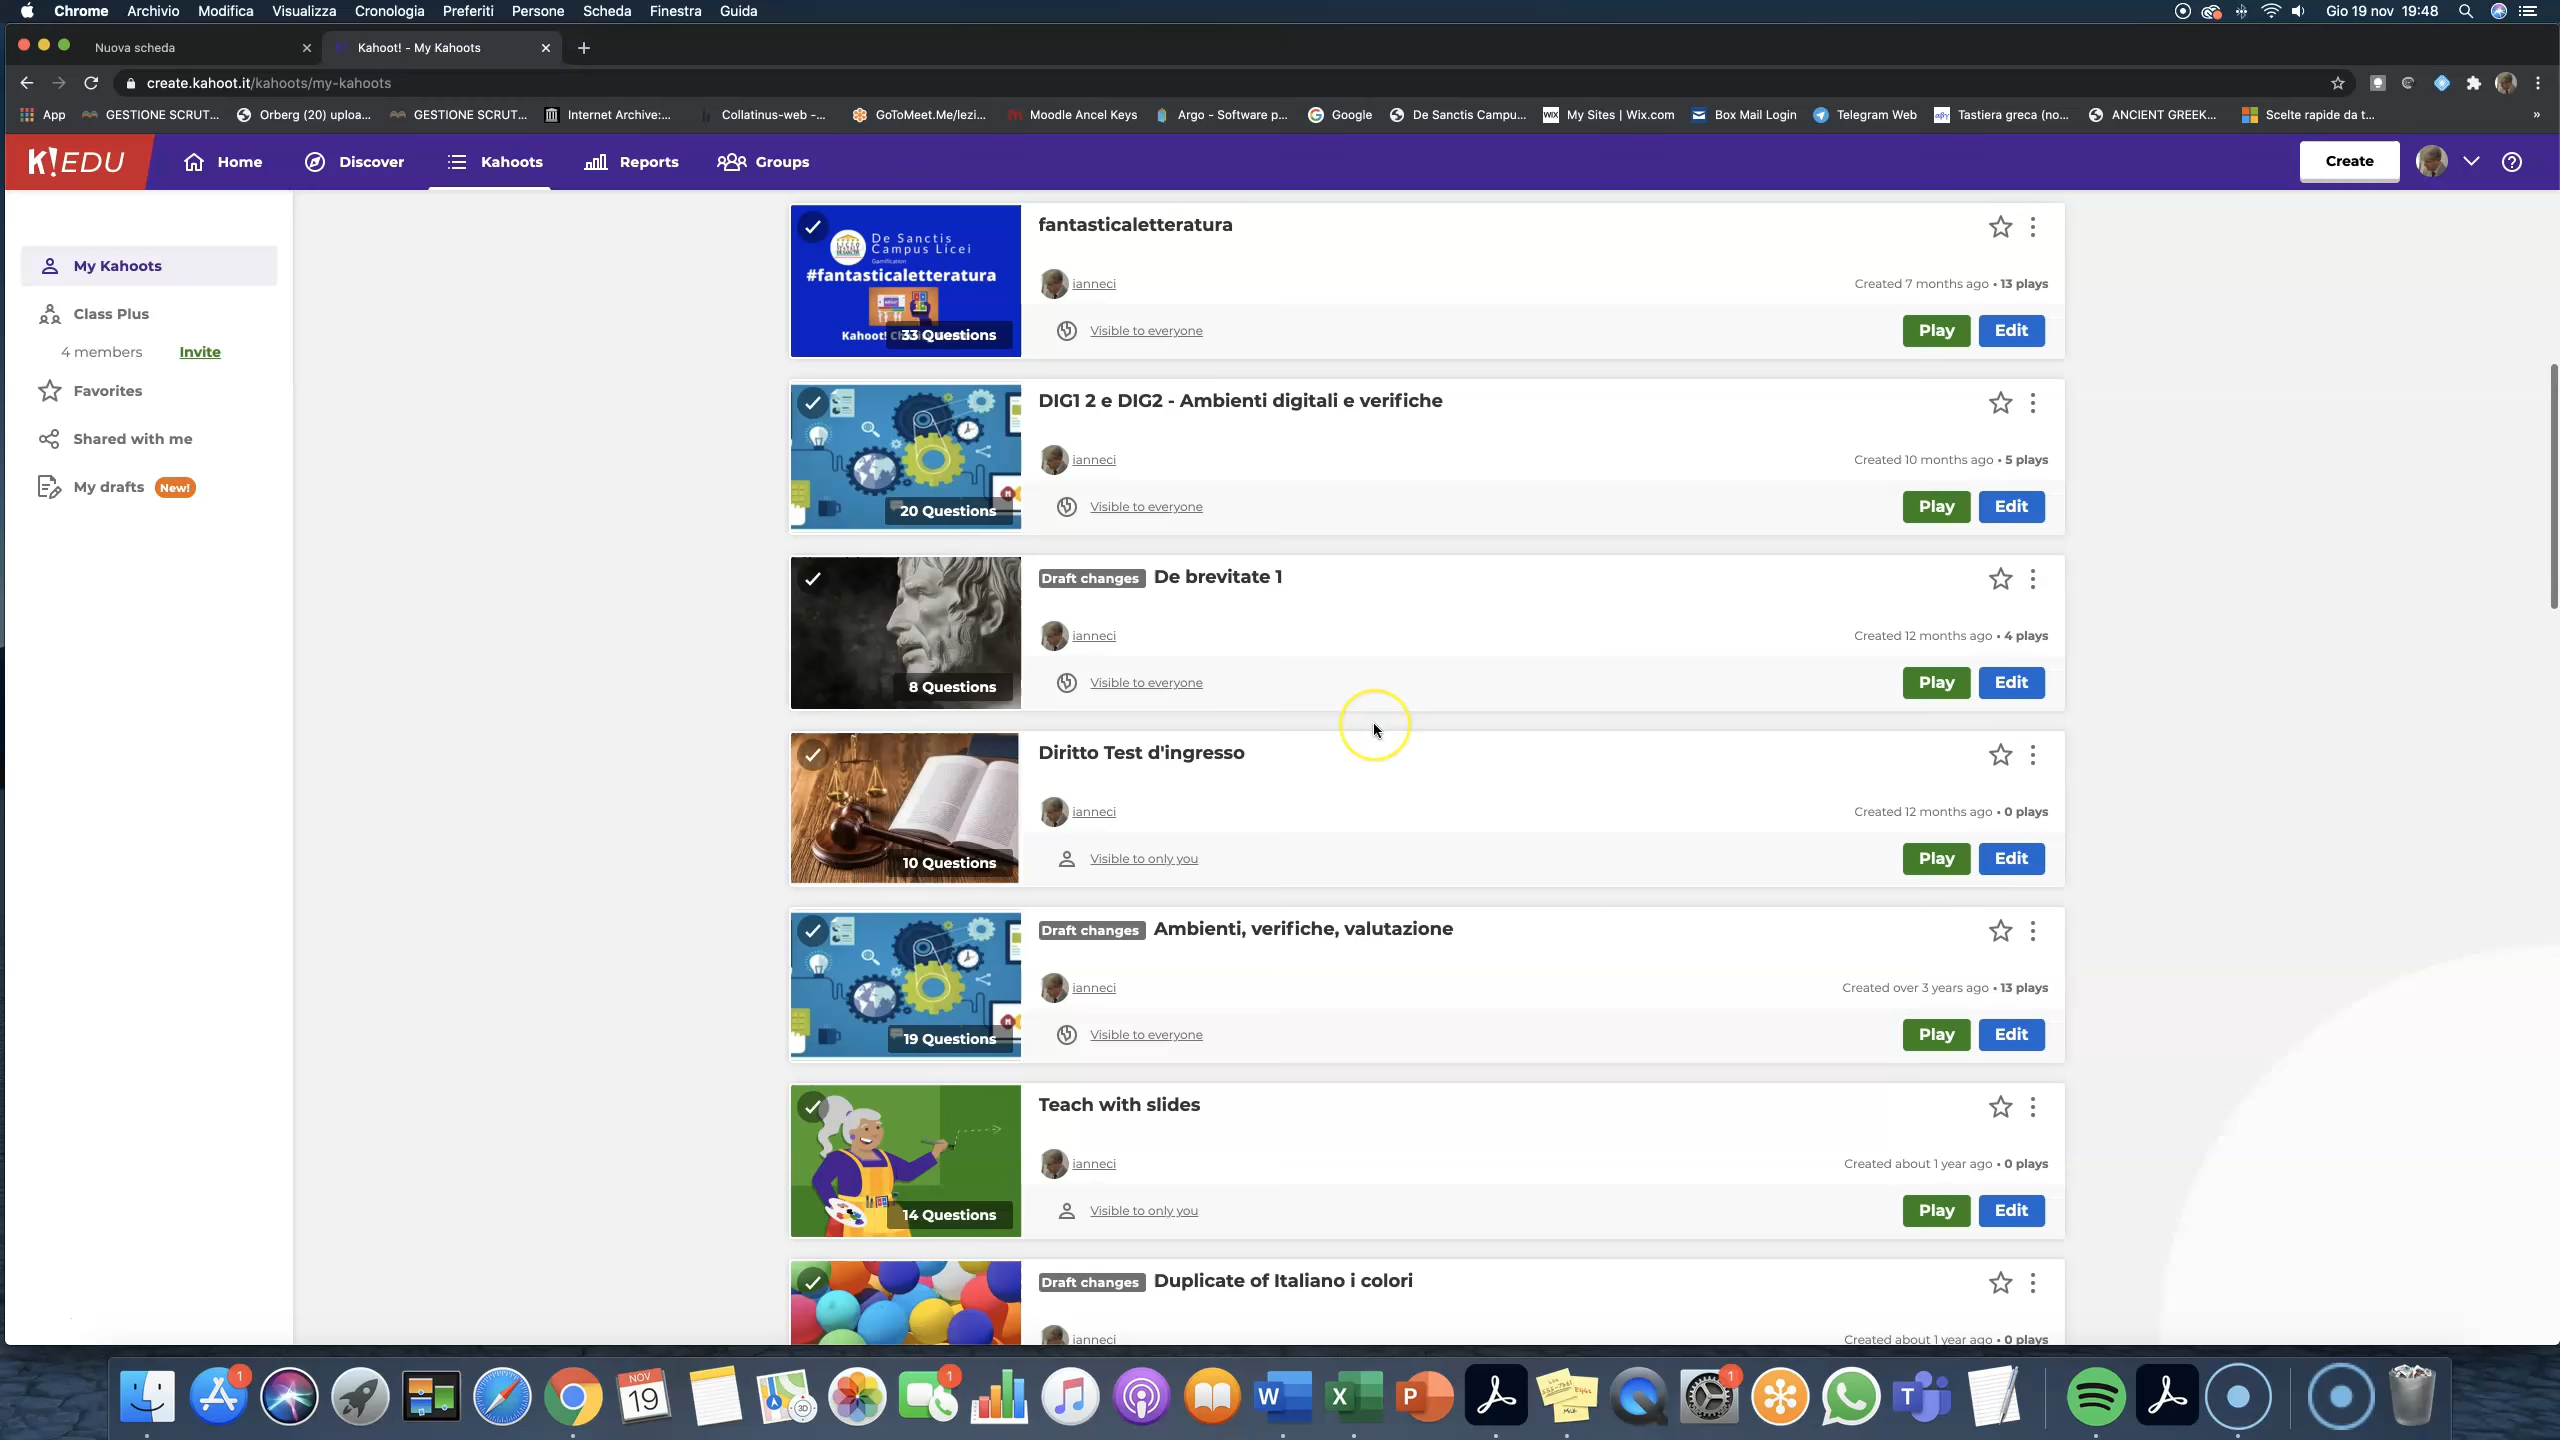 Chrome Archivio Modifica Visualizza Cronologia Preferiti Persone Scheda Finestra Guida Gio 19 nov 19:48
Nuova scheda Kahoot! - My Kahoots
create.kahoot.it/kahoots/my-kahoots
App GESTIONE SCRUT... Orberg (20) uploa... GESTIONE SCRUT... Internet Archive:... Collatinus-web -... GoToMeet.Me/lezi... Moodle Ancel Keys Argo - Software p... Google De Sanctis Campu... My Sites | Wix.com Box Mail Login Telegram Web Tastiera greca (no... ANCIENT GREEK... Scelte rapide da t... »
K!EDU Home Discover Kahoots Reports Groups Create
My Kahoots
Class Plus
4 members Invite
Favorites
Shared with me
My drafts New!
De Sanctis
Campus Licei
Gamification
#fantasticaletteratura
Kahoot!
33 Questions
fantasticaletteratura
ianneci Created 7 months ago • 13 plays
Visible to everyone Play Edit
20 Questions
DIG1 2 e DIG2 - Ambienti digitali e verifiche
ianneci Created 10 months ago • 5 plays
Visible to everyone Play Edit
8 Questions
Draft changes De brevitate 1
ianneci Created 12 months ago • 4 plays
Visible to everyone Play Edit
10 Questions
Diritto Test d'ingresso
ianneci Created 12 months ago • 0 plays
Visible to only you Play Edit
19 Questions
Draft changes Ambienti, verifiche, valutazione
ianneci Created over 3 years ago • 13 plays
Visible to everyone Play Edit
14 Questions
Teach with slides
ianneci Created about 1 year ago • 0 plays
Visible to only you Play Edit
Draft changes Duplicate of Italiano i colori
ianneci Created about 1 year ago • 0 plays
1 NOV 19 3D 1 W X P 1 T